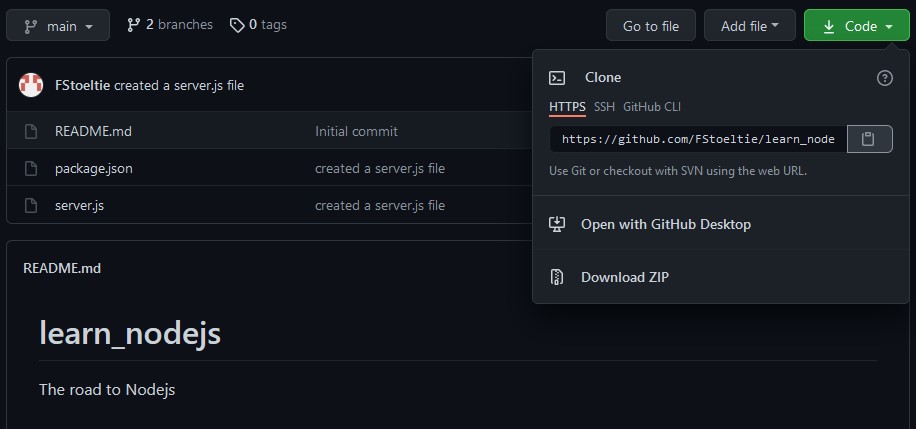 main 2 branches 0 tags Go to file Add file Code
FStoeltie created a server.js file
Clone
HTTPS SSH GitHub CLI
README.md Initial commit
https://github.com/FStoeltie/learn_node
package.json created a server.js file
Use Git or checkout with SVN using the web URL.
server.js created a server.js file
Open with GitHub Desktop
Download ZIP
README.md
learn_nodejs
The road to Nodejs